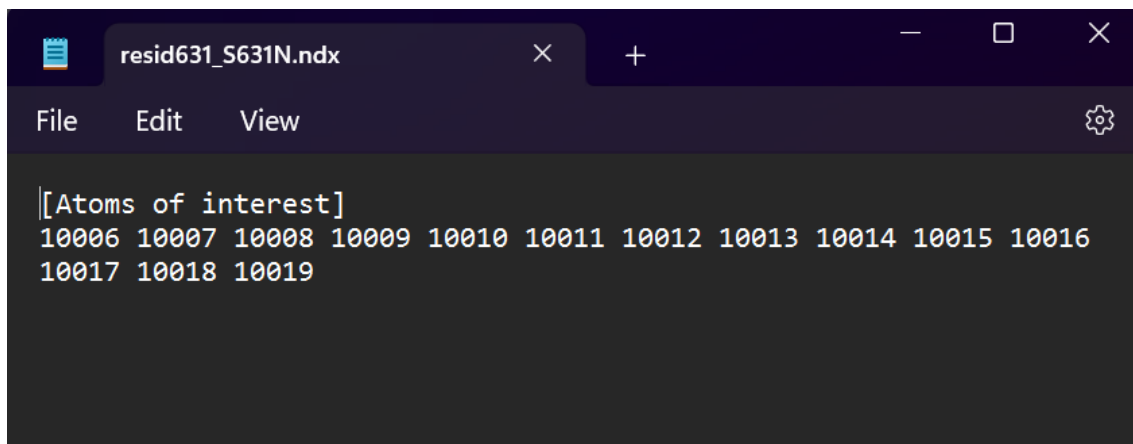 resid631_S631N.ndx
File Edit View
[Atoms of interest]
10006 10007 10008 10009 10010 10011 10012 10013 10014 10015 10016
10017 10018 10019